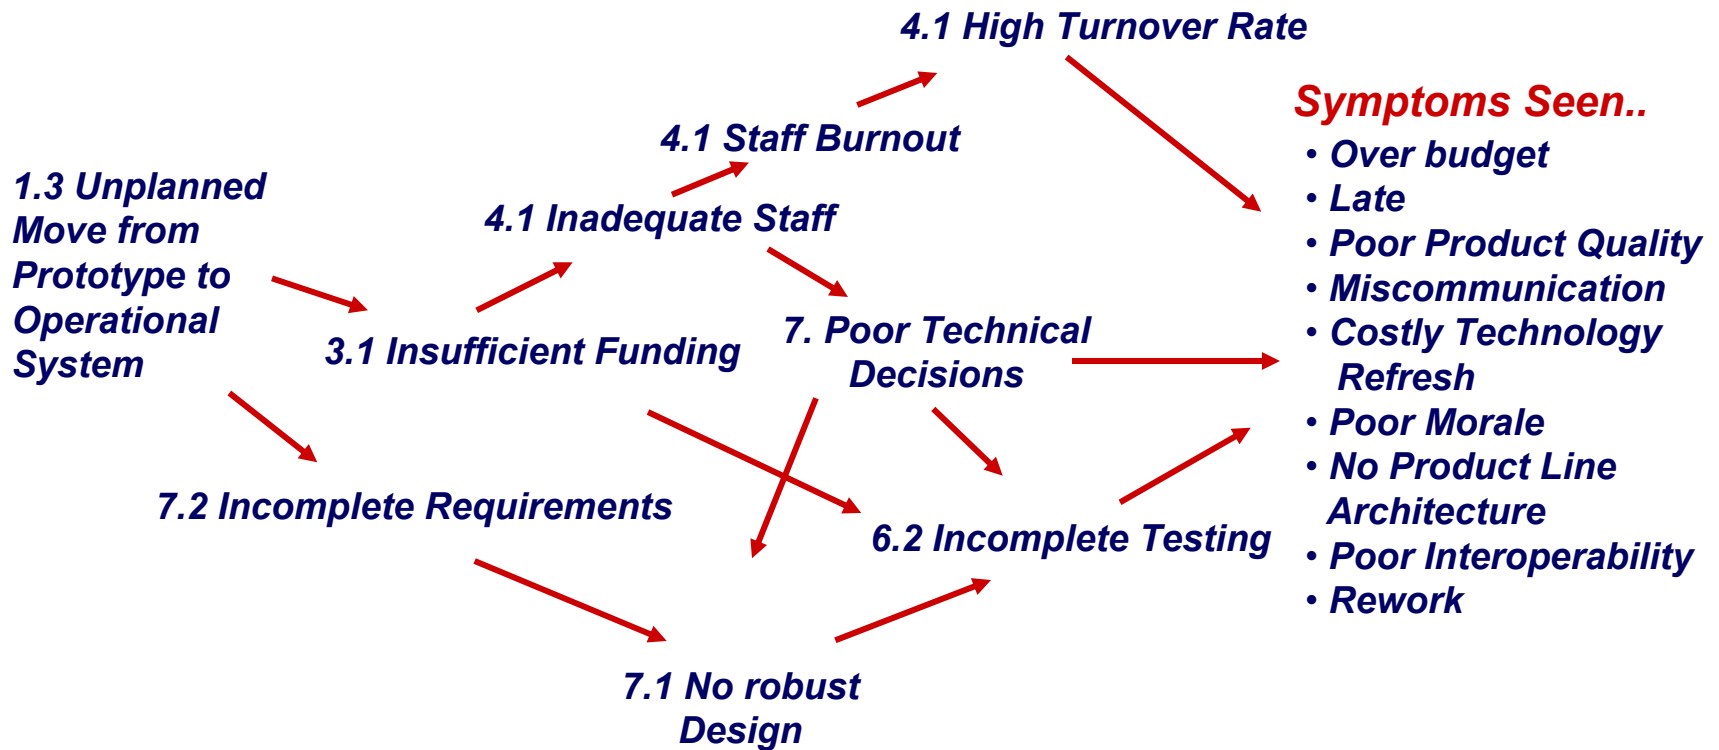 4.1 High Turnover Rate
4.1 Staff Burnout
1.3 Unplanned
Move from
Prototype to
Operational
System
4.1 Inadequate Staff
3.1 Insufficient Funding
7. Poor Technical
Decisions
7.2 Incomplete Requirements
6.2 Incomplete Testing
7.1 No robust
Design
Symptoms Seen..
• Over budget
• Late
• Poor Product Quality
• Miscommunication
• Costly Technology
Refresh
• Poor Morale
• No Product Line
Architecture
• Poor Interoperability
• Rework